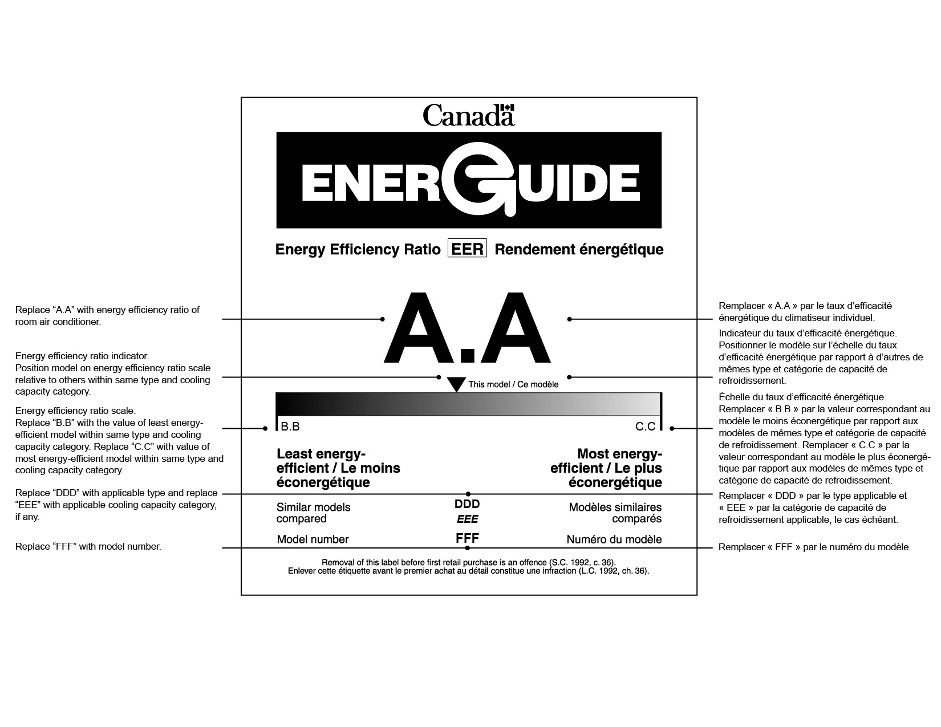 Canada
ENERGUIDE
Energy Efficiency Ratio EER Rendement énergétique
Replace “A.A” with energy efficiency ratio of
room air conditioner.
A.A
Remplacer « A.A » par le taux d’efficacité
énergétique du climatiseur individuel.
Energy efficiency ratio indicator.
Position model on energy efficiency ratio scale
relative to others within same type and cooling
capacity category.
This model / Ce modèle
Indicateur du taux d’efficacité énergétique.
Positionner le modèle sur l’échelle du taux
d’efficacité énergétique par rapport à d’autres de
mêmes type et catégorie de capacité de
refroidissement.
Energy efficiency ratio scale.
Replace “B.B” with the value of least energy-
efficient model within same type and cooling
capacity category. Replace “C.C” with value of
most energy-efficient model within same type and
cooling capacity category.
B.B C.C
Least energy-
efficient / Le moins
éconergétique
Most energy-
efficient / Le plus
éconergétique
Échelle du taux d’efficacité énergétique.
Remplacer « B.B » par la valeur correspondant au
modèle le moins éconergétique par rapport aux
modèles de mêmes type et catégorie de capacité
de refroidissement. Remplacer « C.C » par la
valeur correspondant au modèle le plus éconergé-
tique par rapport aux modèles de mêmes type et
catégorie de capacité de refroidissement.
Replace “DDD” with applicable type and replace
“EEE” with applicable cooling capacity category,
if any.
Similar models
compared
DDD
EEE
Modèles similaires
comparés
Remplacer « DDD » par le type applicable et
« EEE » par la catégorie de capacité de
refroidissement applicable, le cas échéant.
Replace “FFF” with model number.
Model number FFF Numéro du modèle
Remplacer « FFF » par le numéro du modèle.
Removal of this label before first retail purchase is an offence (S.C. 1992, c. 36).
Enlever cette étiquette avant le premier achat au détail constitue une infraction (L.C. 1992, ch. 36).